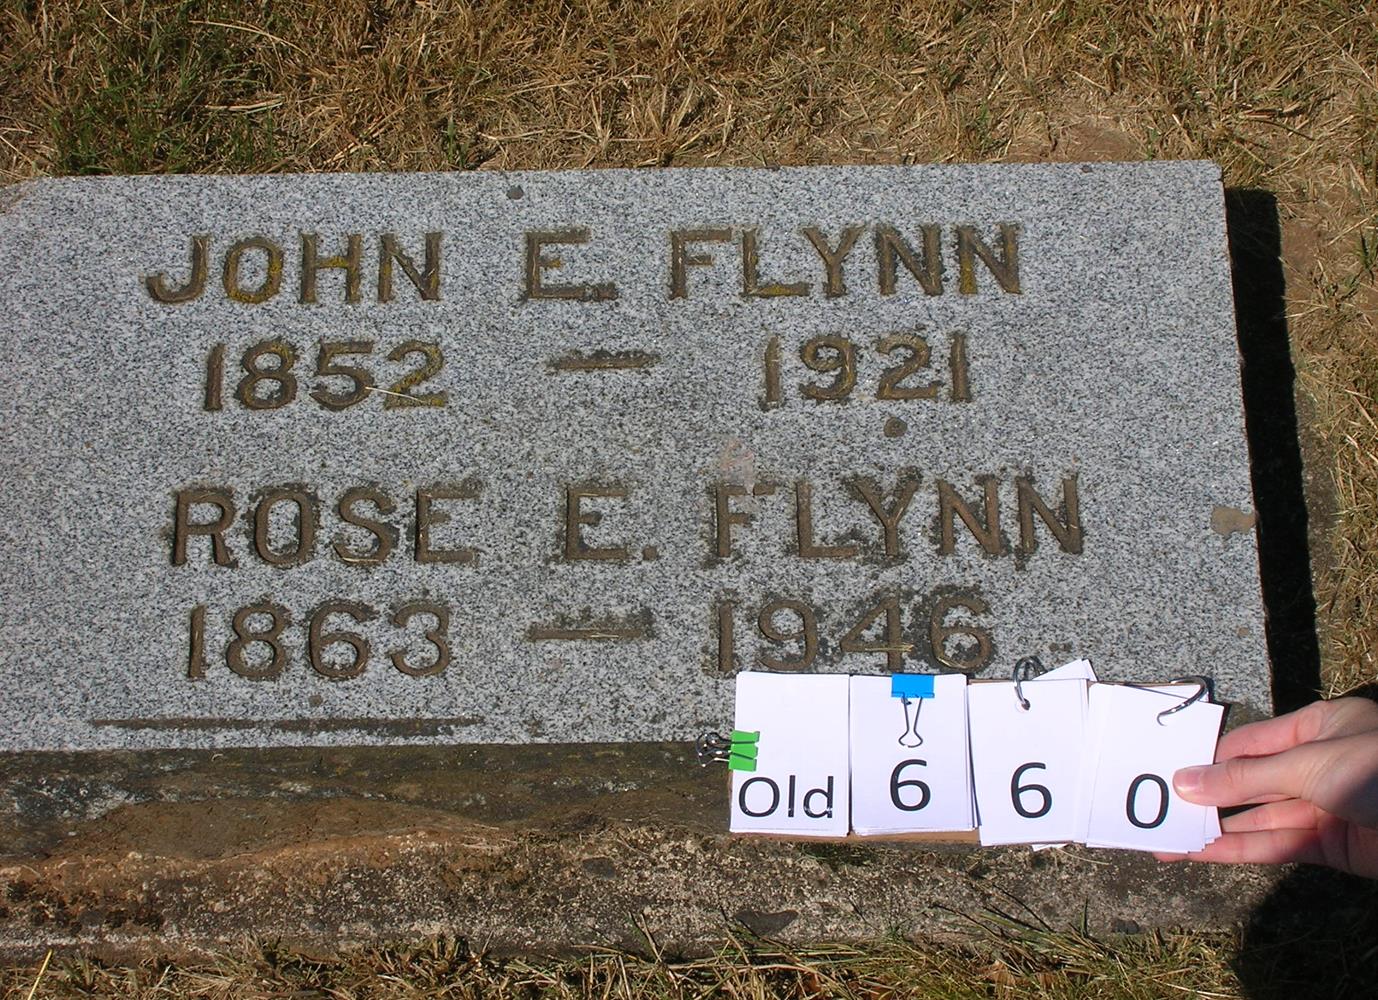 JOHN E. FLYNN
1852 — 1921
ROSE E. FLYNN
1863 — 1946
Old 6 6 0